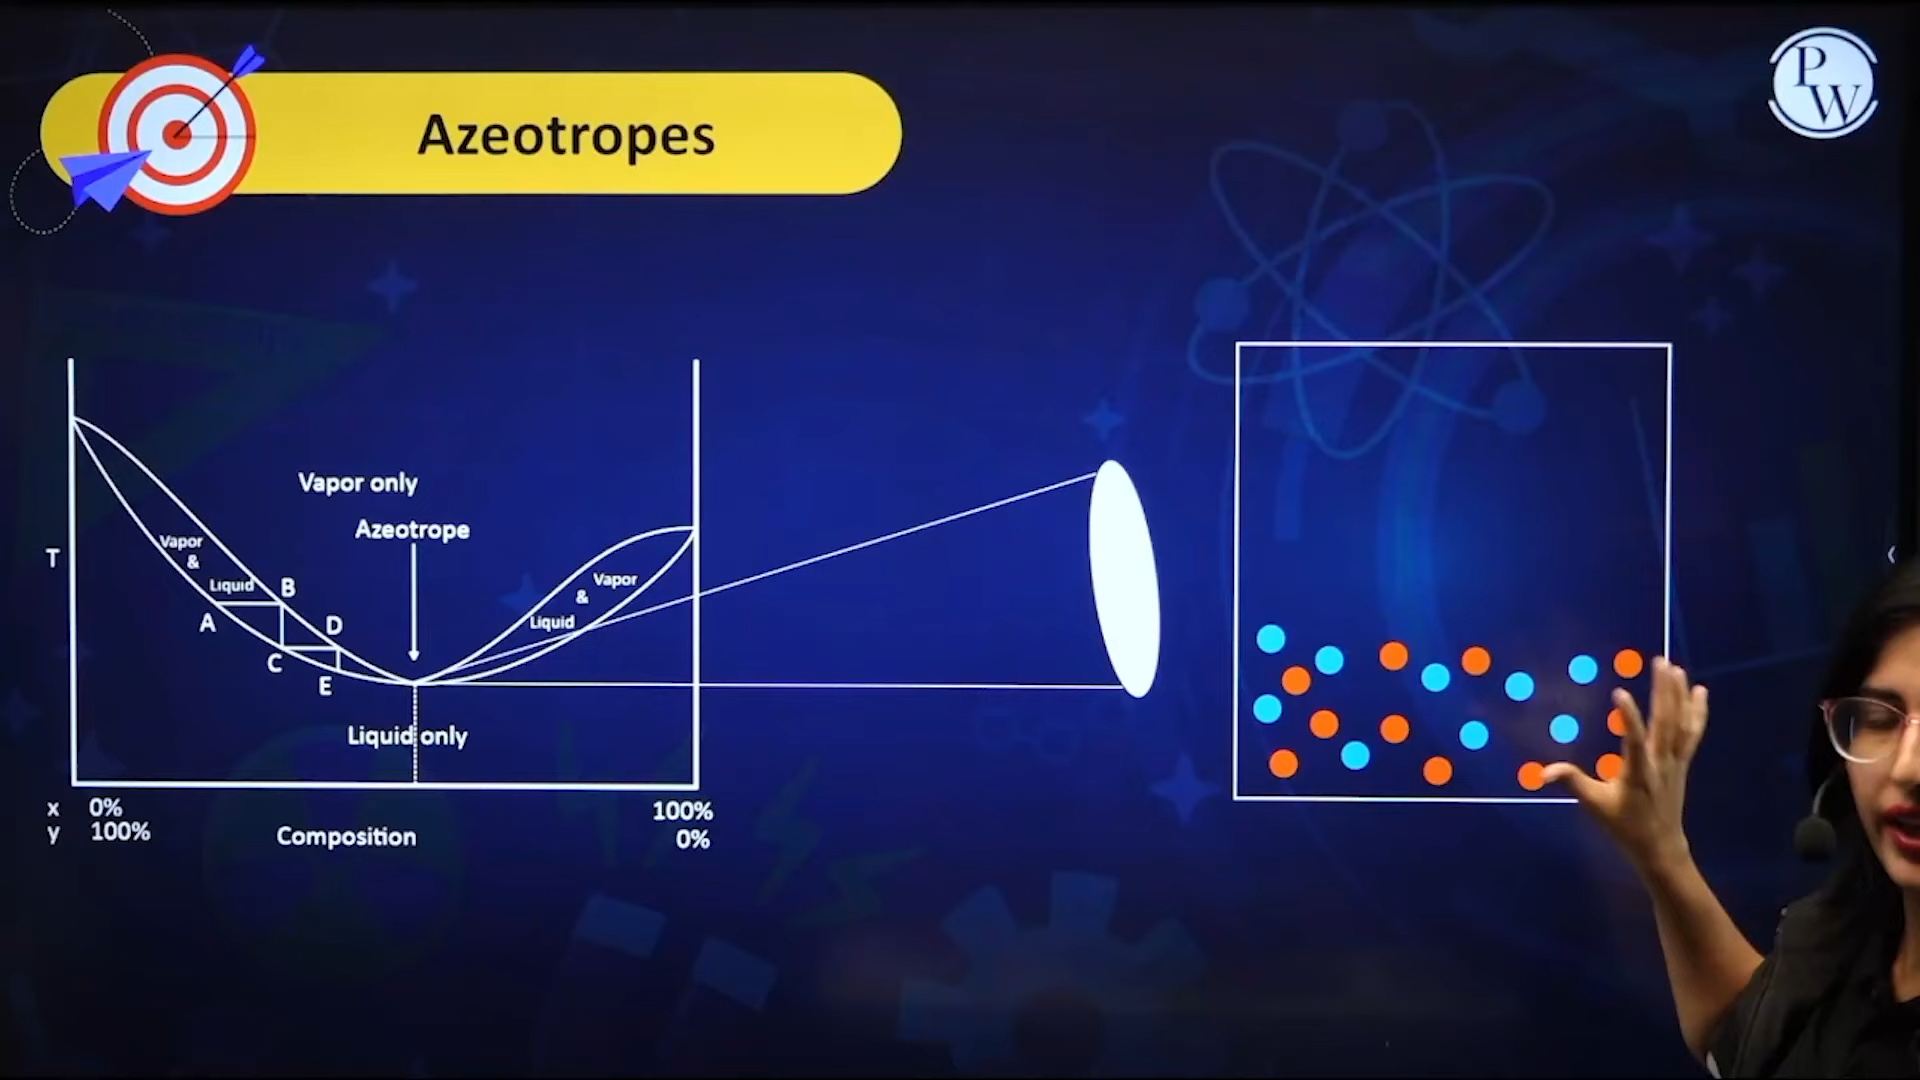 P
W
Azeotropes
Vapor only
Azeotrope
Vapor
&
Liquid
B
A
D
C
E
T
Vapor
&
Liquid
Liquid only
x 0%
y 100%
Composition
100%
0%